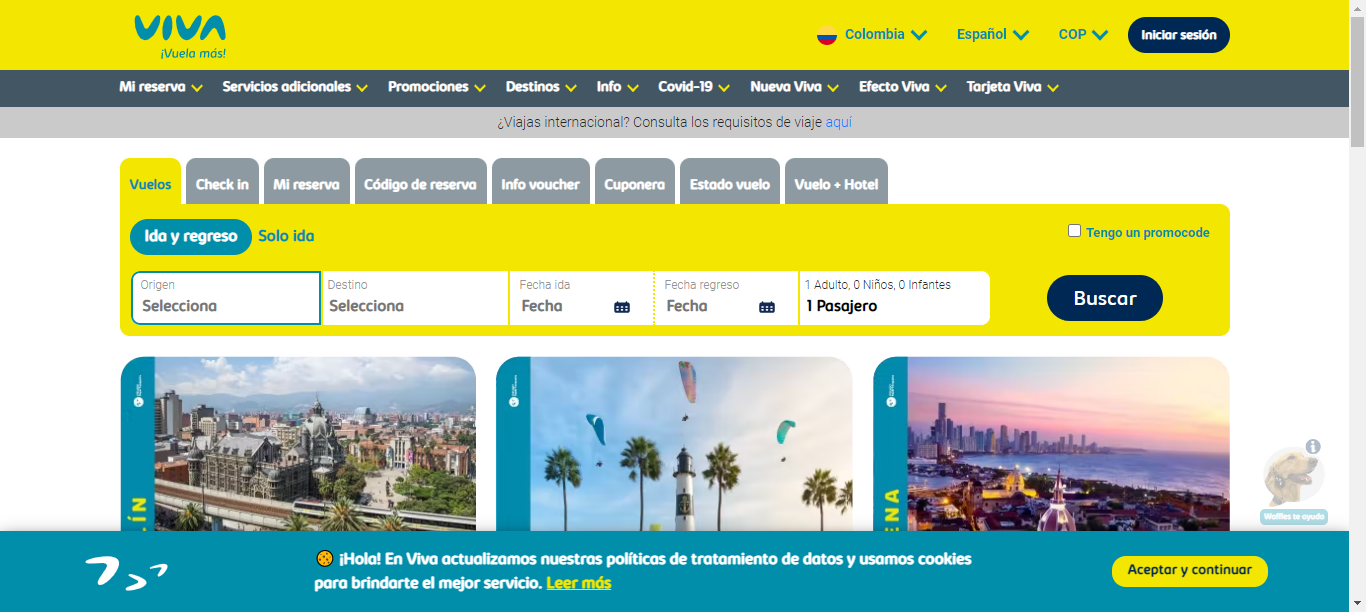 VIVA
¡Vuela más!
Colombia
Español
COP
Iniciar sesión
Mi reserva
Servicios adicionales
Promociones
Destinos
Info
Covid-19
Nueva Viva
Efecto Viva
Tarjeta Viva
¿Viajas internacional? Consulta los requisitos de viaje aquí
Vuelos
Check in
Mi reserva
Código de reserva
Info voucher
Cuponera
Estado vuelo
Vuelo + Hotel
Ida y regreso
Solo ida
Tengo un promocode
Origen
Selecciona
Destino
Selecciona
Fecha ida
Fecha
Fecha regreso
Fecha
1 Adulto, 0 Niños, 0 Infantes
1 Pasajero
Buscar
LÍN
ENA
Waffles te ayuda
¡Hola! En Viva actualizamos nuestras políticas de tratamiento de datos y usamos cookies
para brindarte el mejor servicio. Leer más
Aceptar y continuar